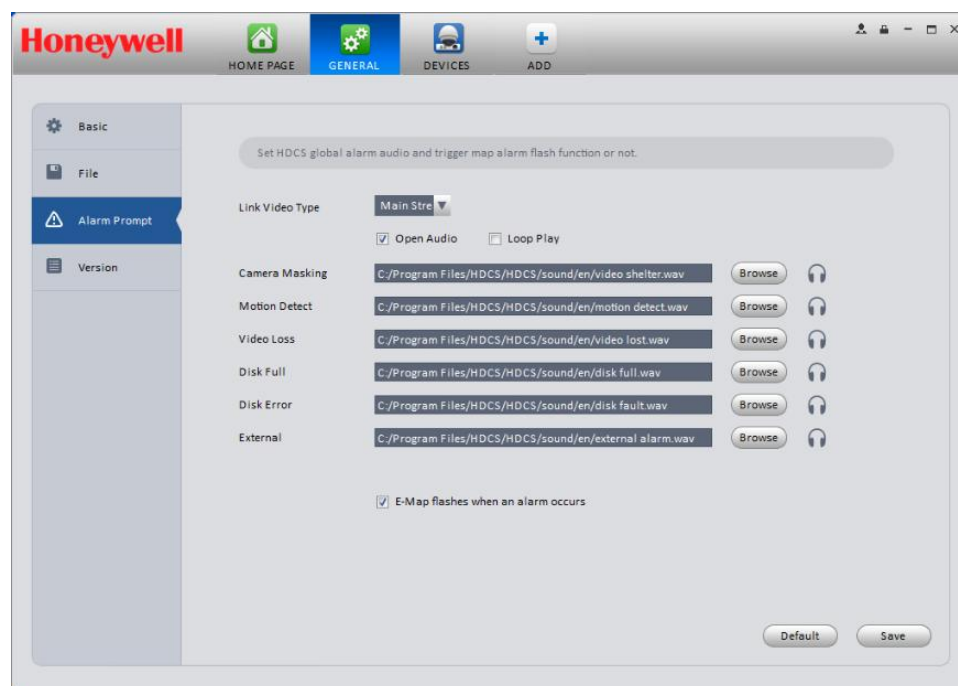 Honeywell
HOME PAGE
GENERAL
DEVICES
ADD
Basic
File
Alarm Prompt
Version
Set HDCS global alarm audio and trigger map alarm flash function or not.
Link Video Type Main Stre
Open Audio Loop Play
Camera Masking C:/Program Files/HDCS/HDCS/sound/en/video shelter.wav Browse
Motion Detect C:/Program Files/HDCS/HDCS/sound/en/motion detect.wav Browse
Video Loss C:/Program Files/HDCS/HDCS/sound/en/video lost.wav Browse
Disk Full C:/Program Files/HDCS/HDCS/sound/en/disk full.wav Browse
Disk Error C:/Program Files/HDCS/HDCS/sound/en/disk fault.wav Browse
External C:/Program Files/HDCS/HDCS/sound/en/external alarm.wav Browse
E-Map flashes when an alarm occurs
Default Save